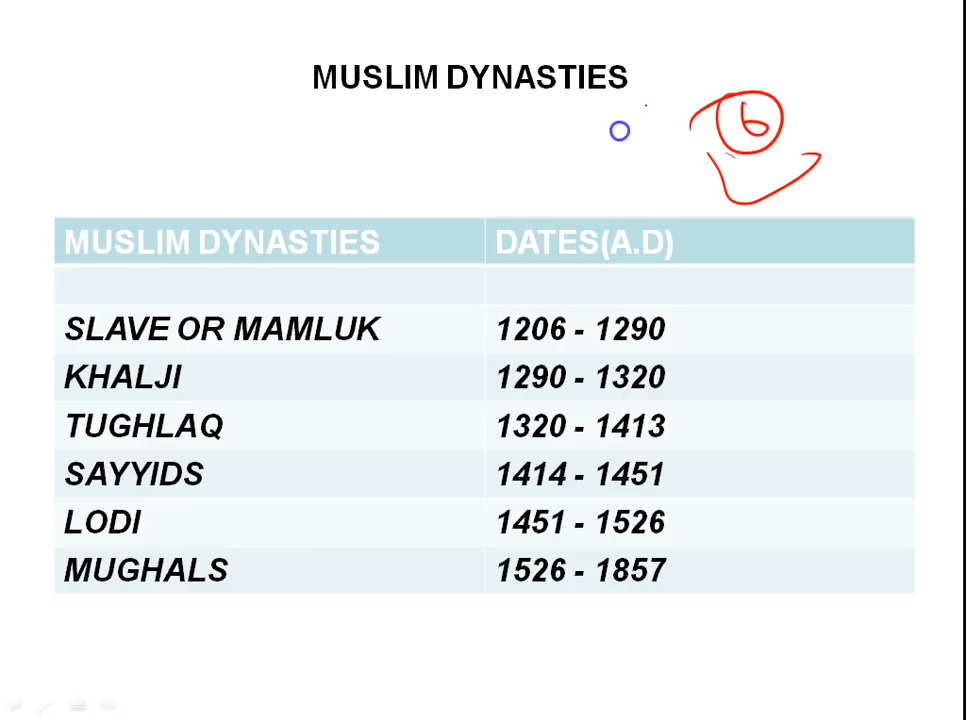 MUSLIM DYNASTIES
6
MUSLIM DYNASTIES DATES(A.D)
SLAVE OR MAMLUK 1206 - 1290
KHALJI 1290 - 1320
TUGHLAQ 1320 - 1413
SAYYIDS 1414 - 1451
LODI 1451 - 1526
MUGHALS 1526 - 1857